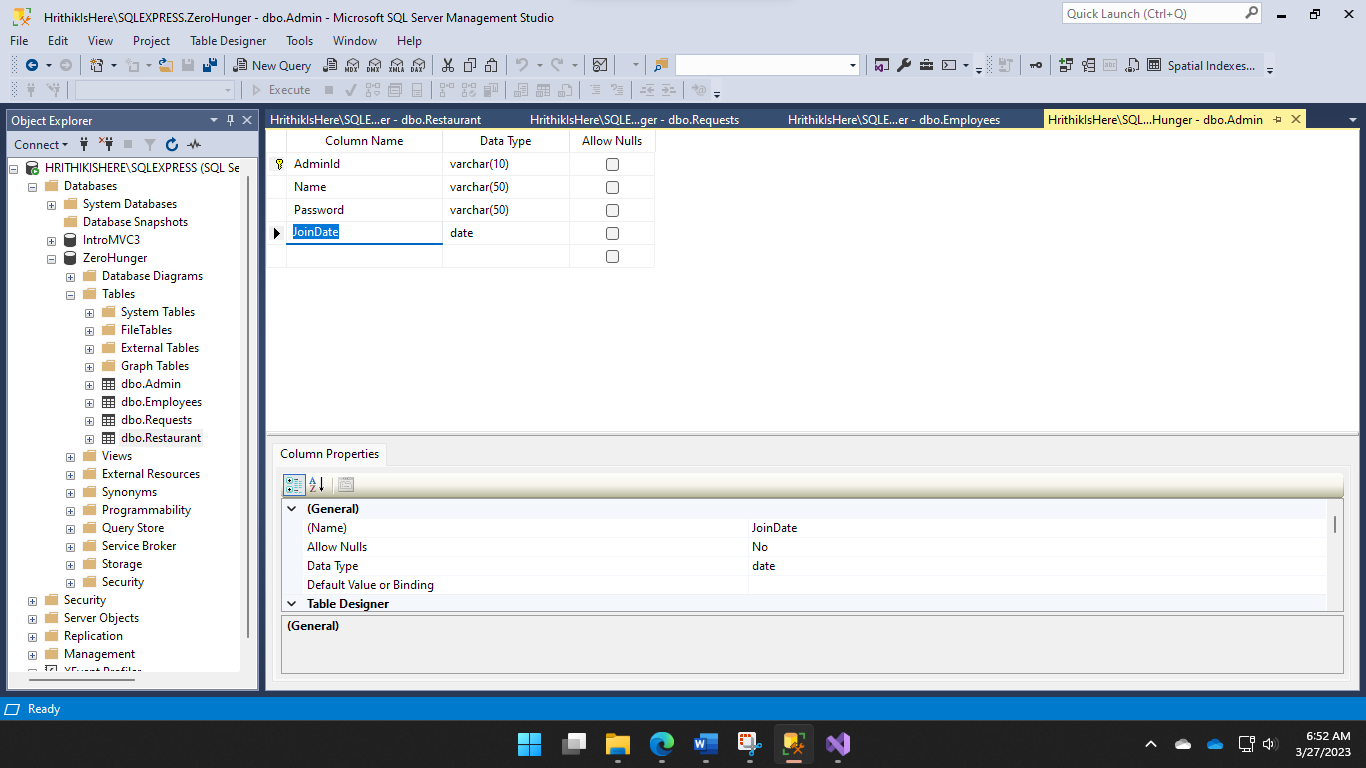 HrithikIsHere\SQLEXPRESS.ZeroHunger - dbo.Admin - Microsoft SQL Server Management Studio
Quick Launch (Ctrl+Q)
File Edit View Project Table Designer Tools Window Help
New Query MDX DMX XMLA DAX Spatial Indexes...
Execute
Object Explorer
HrithikIsHere\SQLE...er - dbo.Restaurant HrithikIsHere\SQLE...ger - dbo.Requests HrithikIsHere\SQLE...er - dbo.Employees HrithikIsHere\SQL...Hunger - dbo.Admin
Connect
HRITHIKISHERE\SQLEXPRESS (SQL Se
Databases
System Databases
Database Snapshots
IntroMVC3
ZeroHunger
Database Diagrams
Tables
System Tables
FileTables
External Tables
Graph Tables
dbo.Admin
dbo.Employees
dbo.Requests
dbo.Restaurant
Views
External Resources
Synonyms
Programmability
Query Store
Service Broker
Storage
Security
Security
Server Objects
Replication
Management
XEvent Profiler
Column Name Data Type Allow Nulls
AdminId varchar(10)
Name varchar(50)
Password varchar(50)
JoinDate date
Column Properties
(General)
(Name) JoinDate
Allow Nulls No
Data Type date
Default Value or Binding
Table Designer
(General)
Ready
6:52 AM
3/27/2023